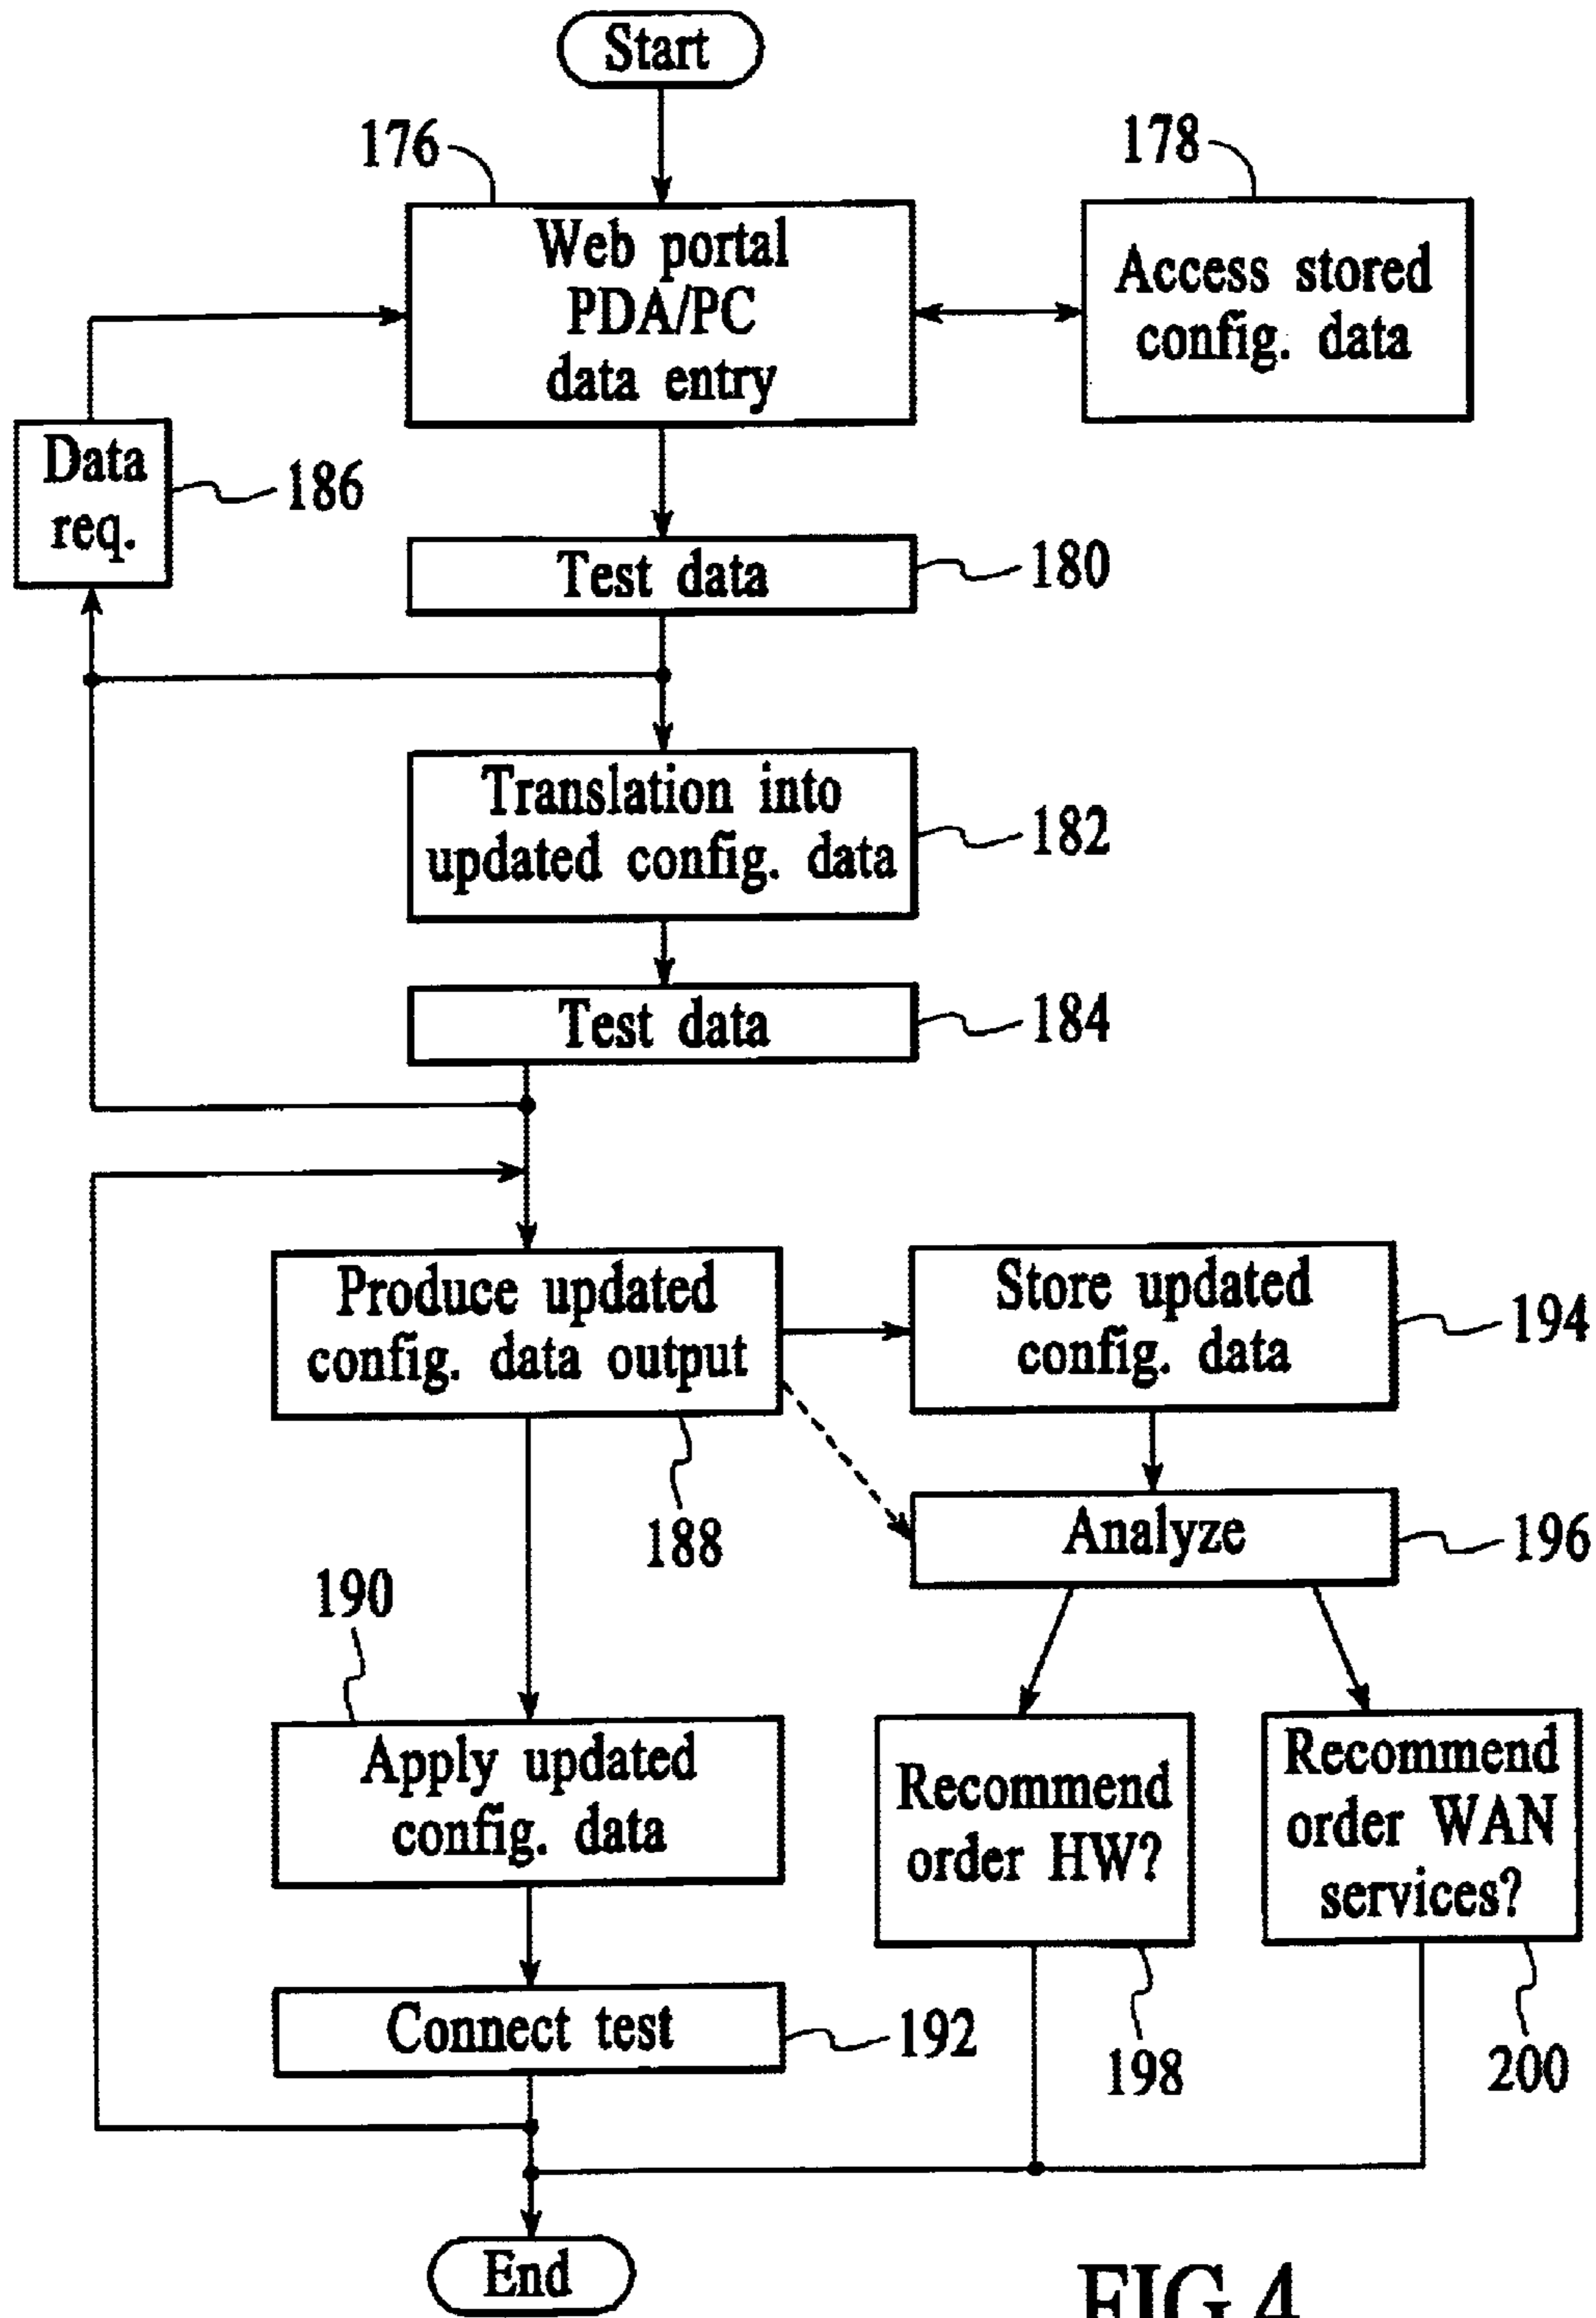 Start
176
178
Web portal
PDA/PC
data entry
Access stored
config. data
Data
req.
186
Test data
180
Translation into
updated config. data
182
Test data
184
Produce updated
config. data output
188
Store updated
config. data
194
Analyze
196
190
Apply updated
config. data
Recommend
order HW?
198
Recommend
order WAN
services?
200
Connect test
192
End
FIG.4